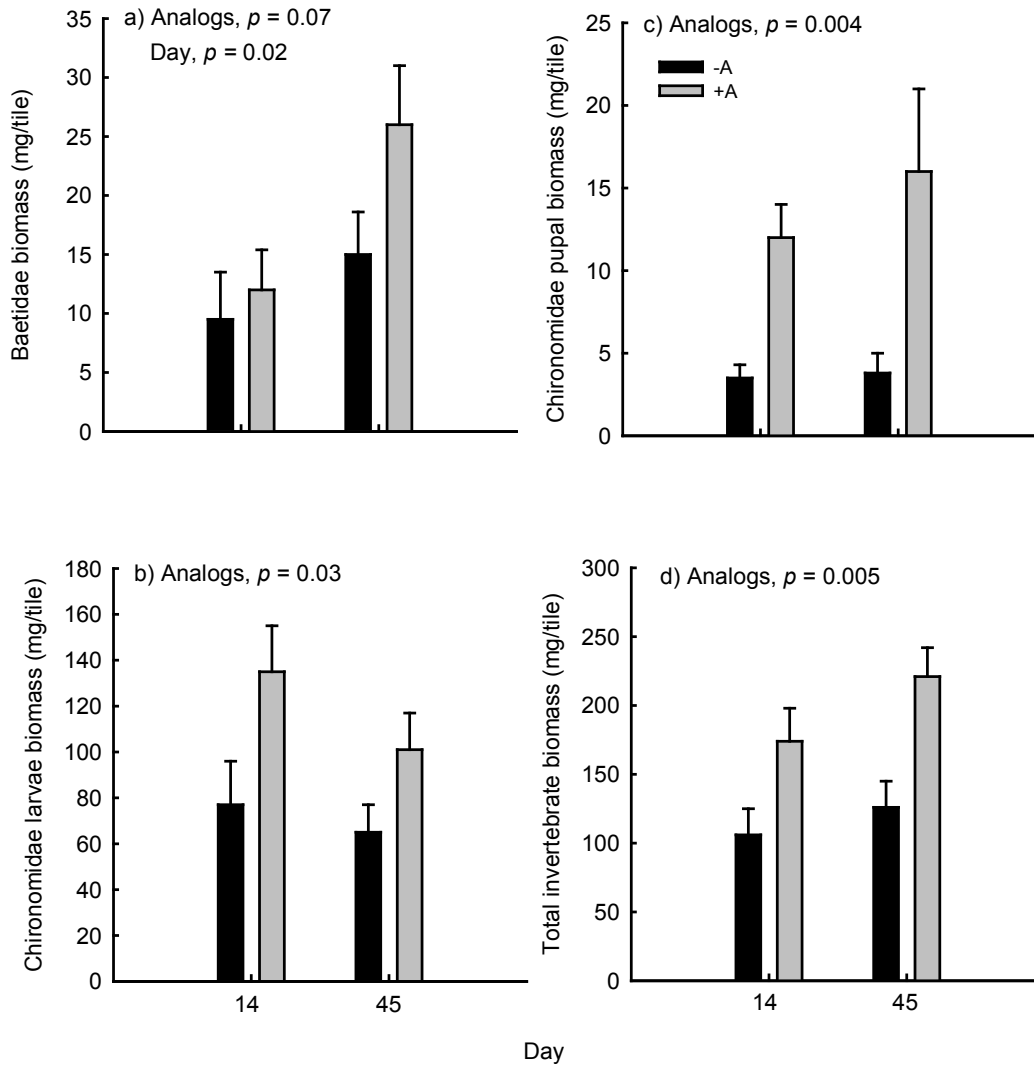 a) Analogs, p = 0.07
Day, p = 0.02
Baetidae biomass (mg/tile)
35
30
25
20
15
10
5
0
c) Analogs, p = 0.004
-A
+A
Chironomidae pupal biomass (mg/tile)
25
20
15
10
5
0
b) Analogs, p = 0.03
Chironomidae larvae biomass (mg/tile)
180
160
140
120
100
80
60
40
20
0
14
45
d) Analogs, p = 0.005
Total invertebrate biomass (mg/tile)
300
250
200
150
100
50
0
14
45
Day